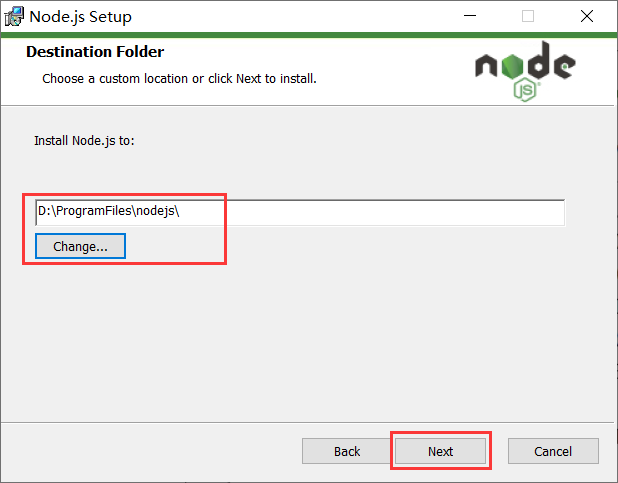 Node.js Setup
Destination Folder
Choose a custom location or click Next to install.
node
JS
Install Node.js to:
D:\ProgramFiles\nodejs\
Change...
Back
Next
Cancel